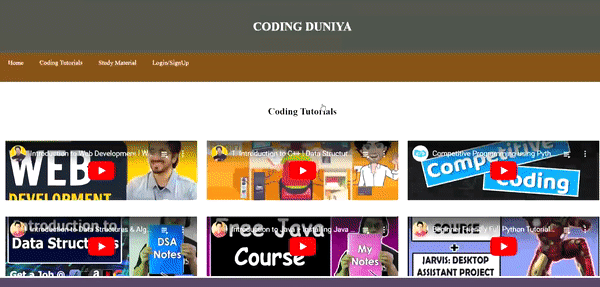 CODING DUNIYA
Home Coding Tutorials Study Material Login/SignUp
Coding Tutorials
Introduction to Web Development | W
WEB
DEVELOPMENT
1. Introduction to C++ | Data Structur
Competitive Programming using Pyth
Competitive
Coding
Introduction to Data Structures & Alg
Introduction to
Data Structures
DSA
Notes
Get a Job @
Introduction to Java + Installing Java
Free Java
Course
My
Notes
Beginner Friendly Full Python Tutorial
+
JARVIS: DESKTOP
ASSISTANT PROJECT